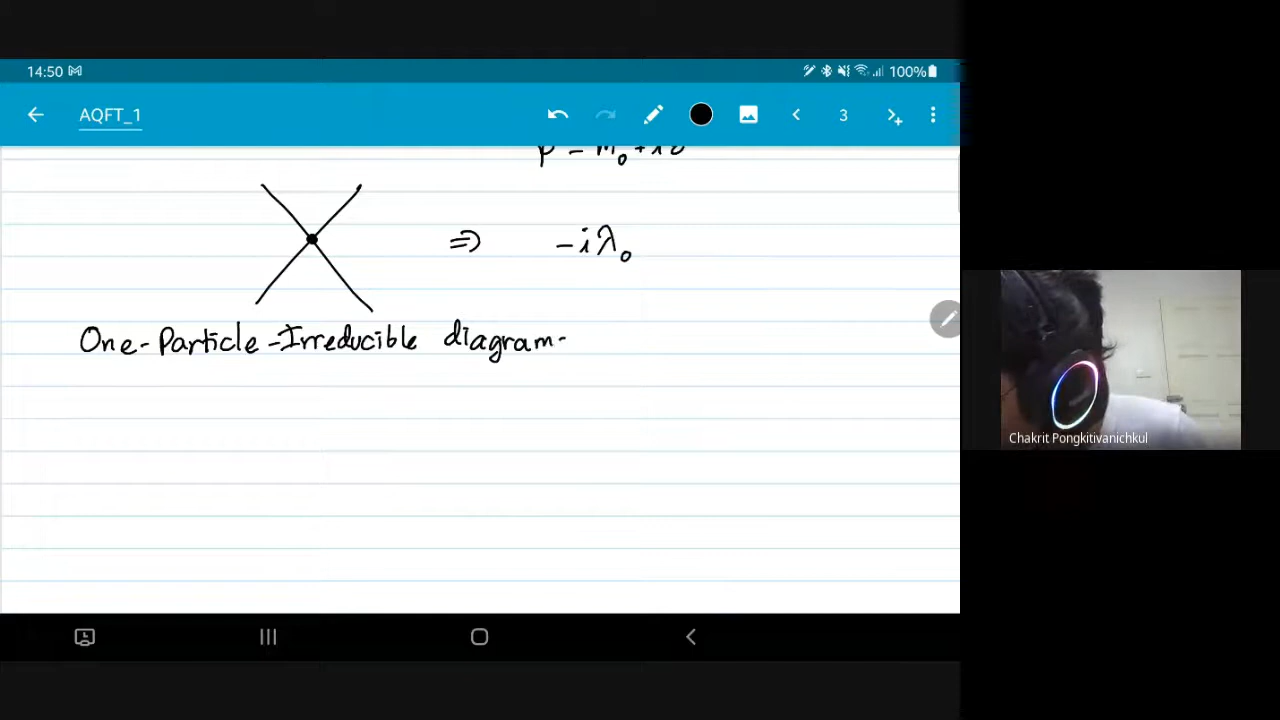 14:50 100%
AQFT_1 3
⇒ -iλ₀
One-Particle-Irreducible diagram-
Chakrit Pongkitivanichkul